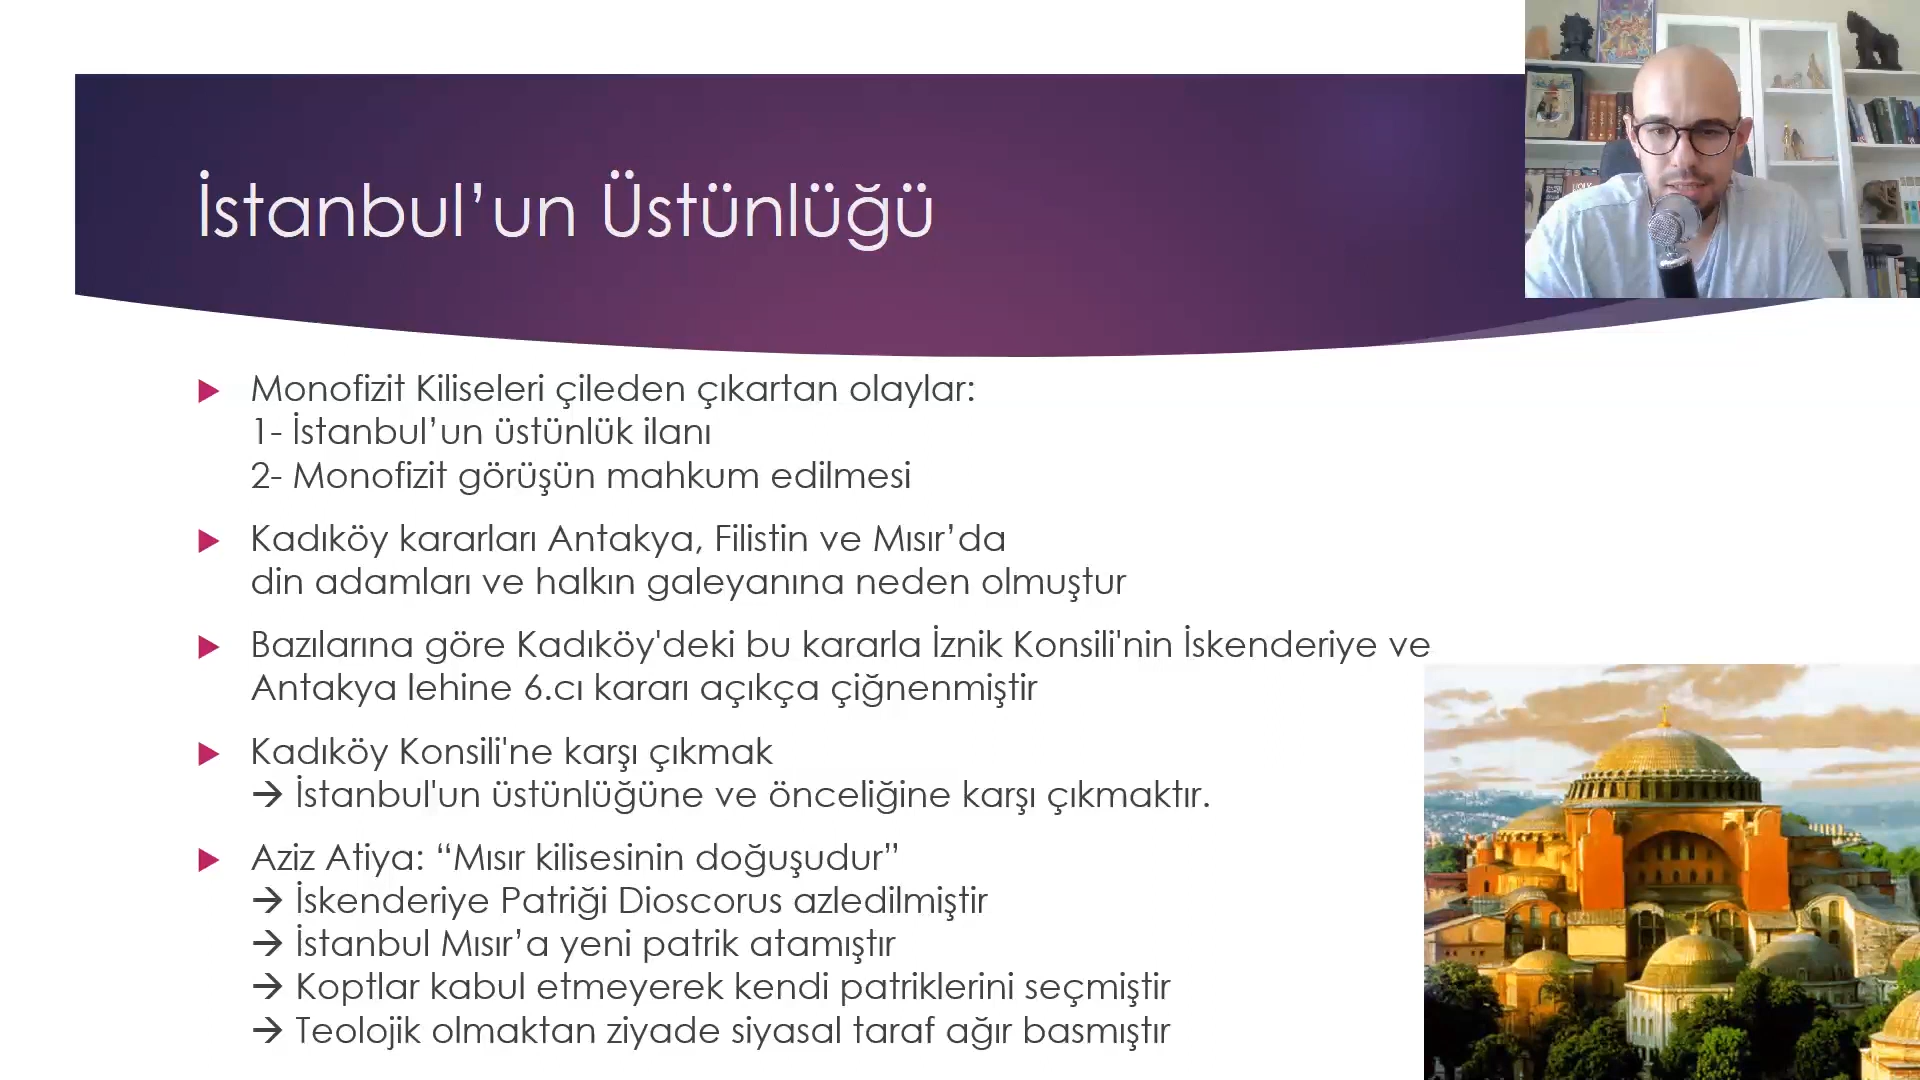 İstanbul’un Üstünlüğü
Monofizit Kiliseleri çileden çıkartan olaylar:
1- İstanbul’un üstünlük ilanı
2- Monofizit görüşün mahkum edilmesi
Kadıköy kararları Antakya, Filistin ve Mısır’da
din adamları ve halkın galeyanına neden olmuştur
Bazılarına göre Kadıköy'deki bu kararla İznik Konsili'nin İskenderiye ve
Antakya lehine 6.cı kararı açıkça çiğnenmiştir
Kadıköy Konsili'ne karşı çıkmak
→ İstanbul'un üstünlüğüne ve önceliğine karşı çıkmaktır.
Aziz Atiya: “Mısır kilisesinin doğuşudur”
→ İskenderiye Patriği Dioscorus azledilmiştir
→ İstanbul Mısır’a yeni patrik atamıştır
→ Koptlar kabul etmeyerek kendi patriklerini seçmiştir
→ Teolojik olmaktan ziyade siyasal taraf ağır basmıştır